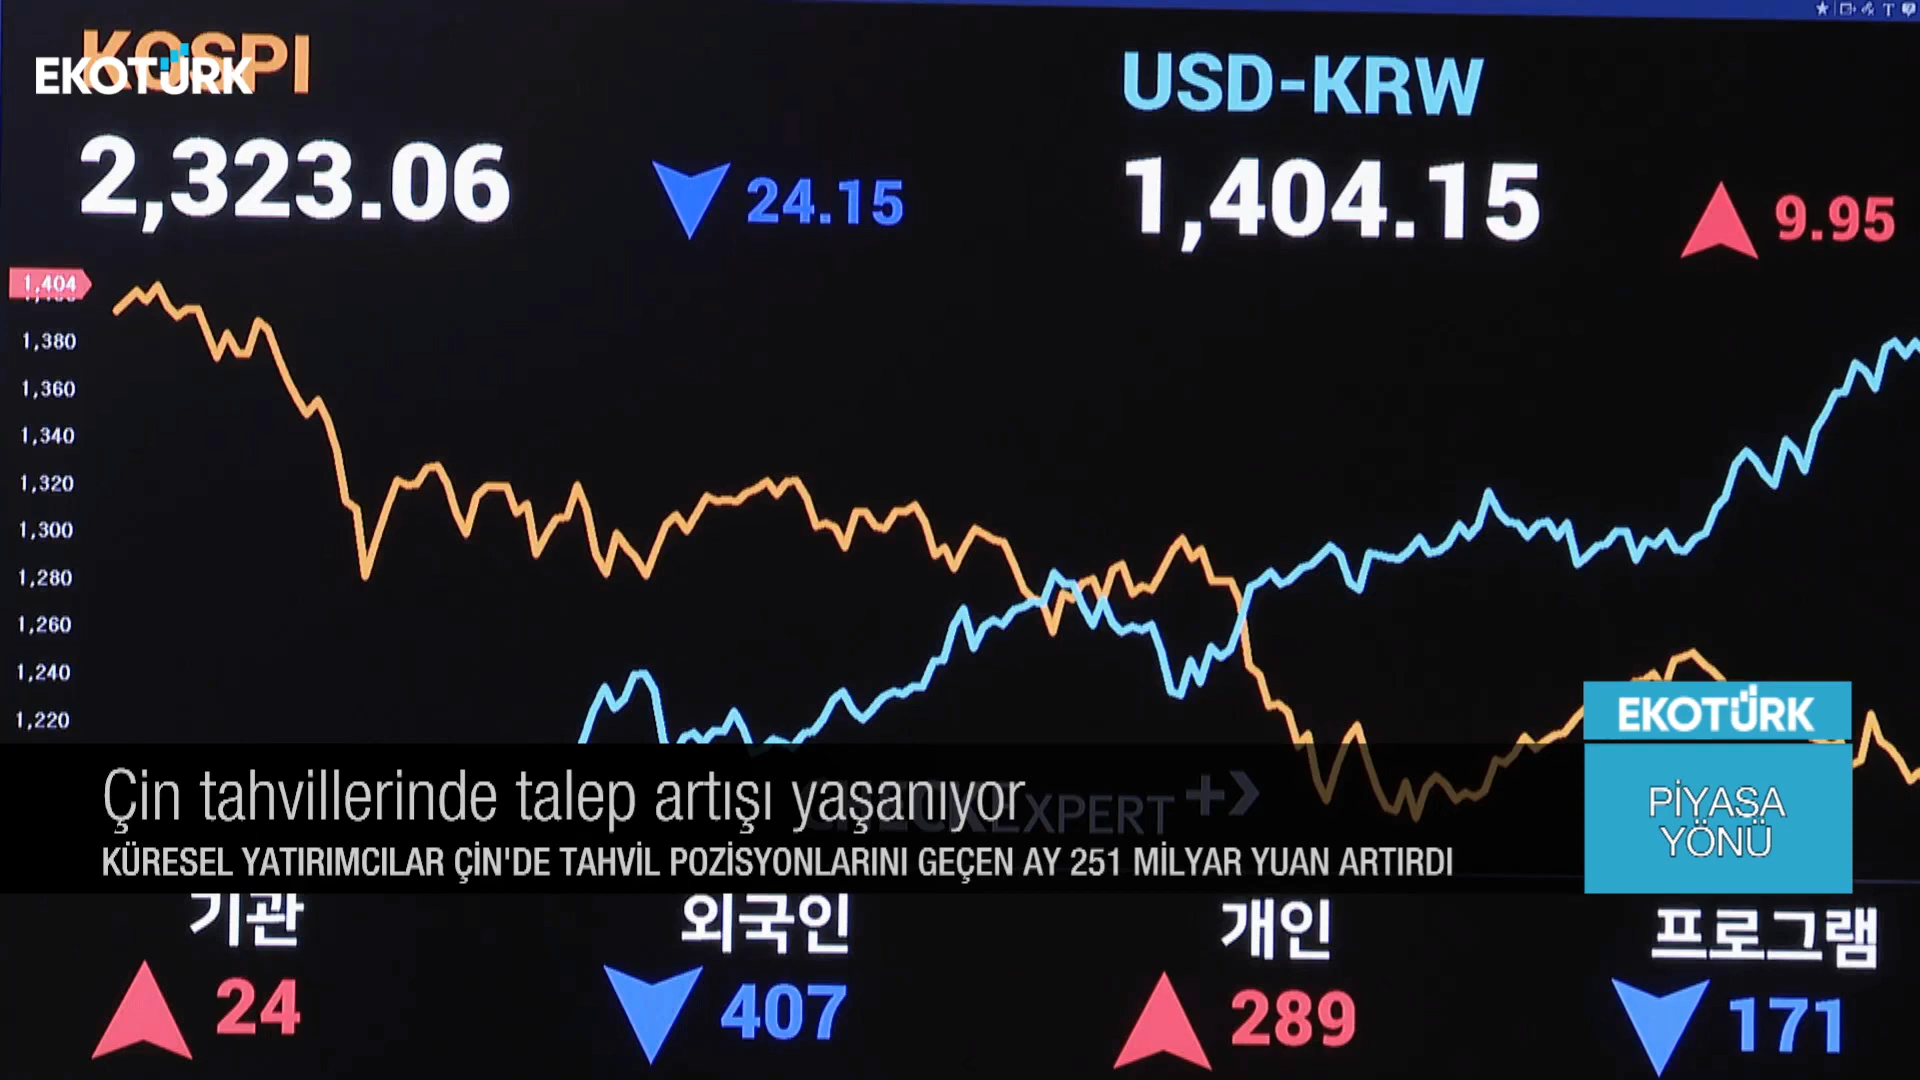 KOSPI
EKOTÜRK
USD-KRW
2,323.06
24.15
1,404.15
9.95
1,404
1,380
1,360
1,340
1,320
1,300
1,280
1,260
1,240
1,220
EKOTÜRK
PİYASA
YÖNÜ
Çin tahvillerinde talep artışı yaşanıyor
KÜRESEL YATIRIMCILAR ÇİN'DE TAHVİL POZİSYONLARINI GEÇEN AY 251 MİLYAR YUAN ARTIRDI
기관 외국인 개인 프로그램
24 407 289 171